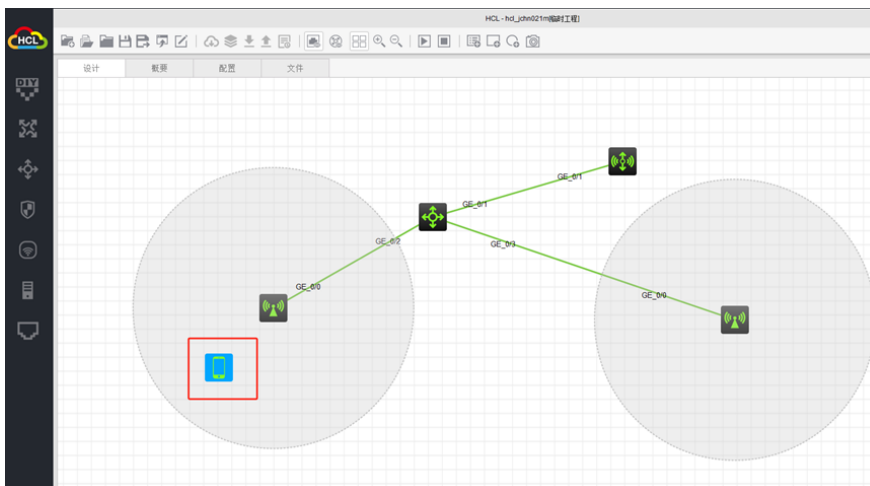 HCL - hcl_jchn021m[临时工程]
HCL
DIY
设计 概要 配置 文件
GE_0/1
GE_0/1
GE_0/2
GE_0/3
GE_0/0
GE_0/0